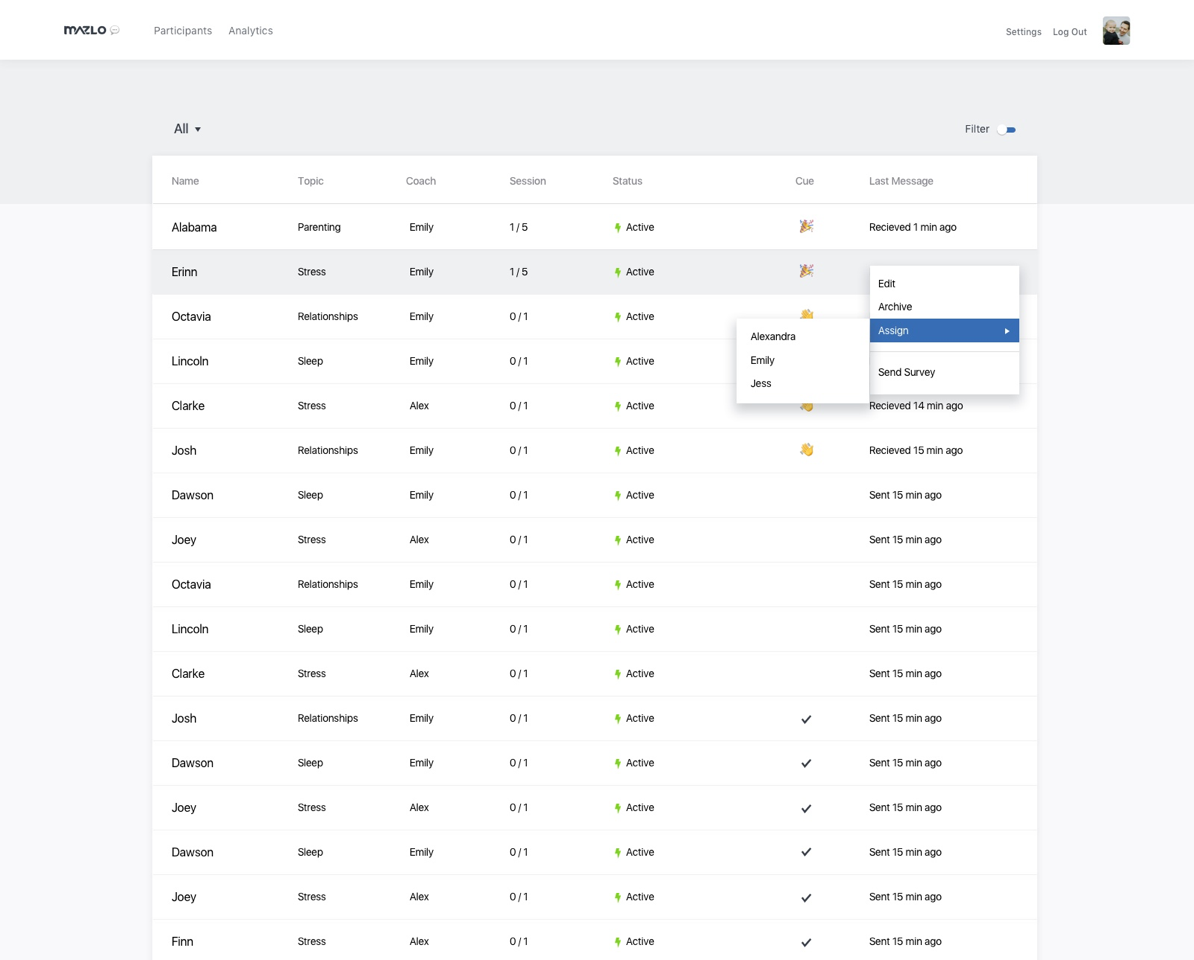 MAZLO
Participants
Analytics
Settings
Log Out
All
Filter
Name Topic Coach Session Status Cue Last Message
Alabama Parenting Emily 1 / 5 Active Recieved 1 min ago
Erinn Stress Emily 1 / 5 Active
Edit
Archive
Assign
Send Survey
Alexandra
Emily
Jess
Octavia Relationships Emily 0 / 1 Active
Lincoln Sleep Emily 0 / 1 Active
Clarke Stress Alex 0 / 1 Active Recieved 14 min ago
Josh Relationships Emily 0 / 1 Active Recieved 15 min ago
Dawson Sleep Emily 0 / 1 Active Sent 15 min ago
Joey Stress Alex 0 / 1 Active Sent 15 min ago
Octavia Relationships Emily 0 / 1 Active Sent 15 min ago
Lincoln Sleep Emily 0 / 1 Active Sent 15 min ago
Clarke Stress Alex 0 / 1 Active Sent 15 min ago
Josh Relationships Emily 0 / 1 Active Sent 15 min ago
Dawson Sleep Emily 0 / 1 Active Sent 15 min ago
Joey Stress Alex 0 / 1 Active Sent 15 min ago
Dawson Sleep Emily 0 / 1 Active Sent 15 min ago
Joey Stress Alex 0 / 1 Active Sent 15 min ago
Finn Stress Alex 0 / 1 Active Sent 15 min ago